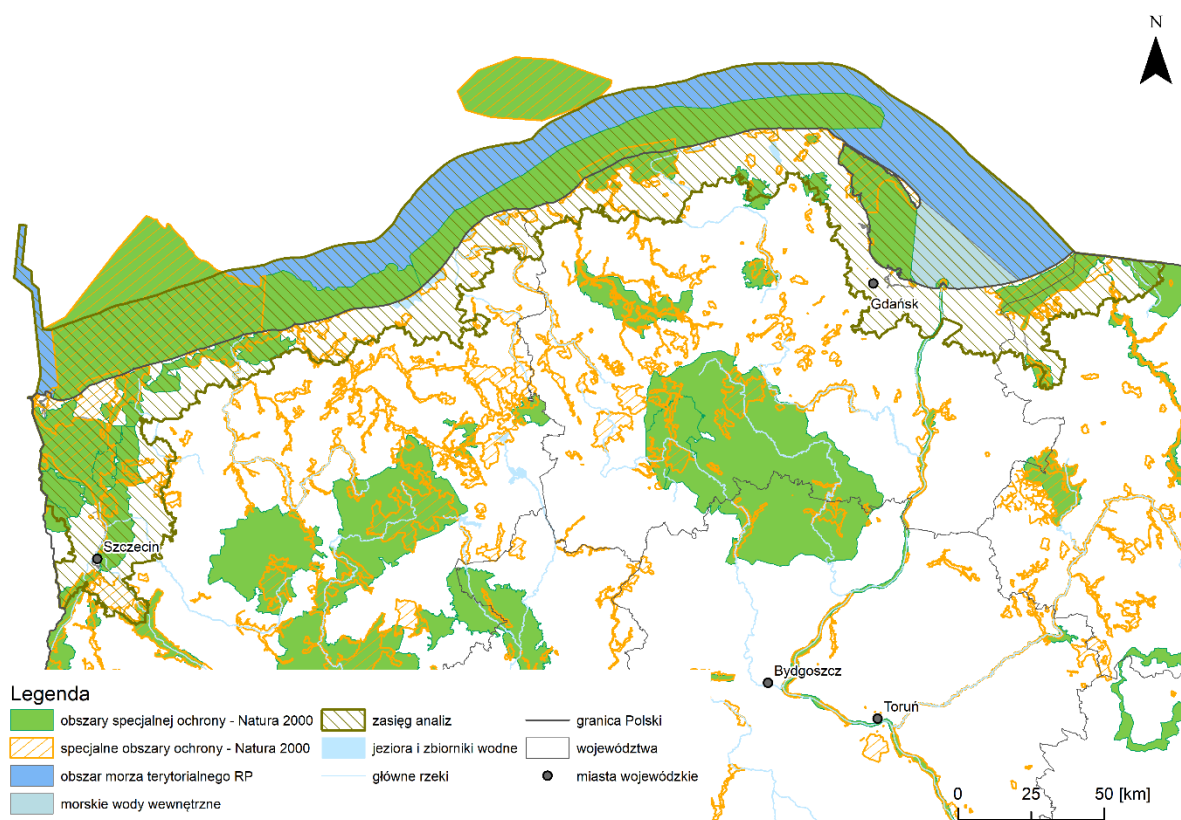 N
Gdańsk
Szczecin
Bydgoszcz
Toruń
Legenda
obszary specjalnej ochrony - Natura 2000
specjalne obszary ochrony - Natura 2000
obszar morza terytorialnego RP
morskie wody wewnętrzne
zasięg analiz
jeziora i zbiorniki wodne
główne rzeki
granica Polski
województwa
miasta wojewódzkie
0 25 50 [km]